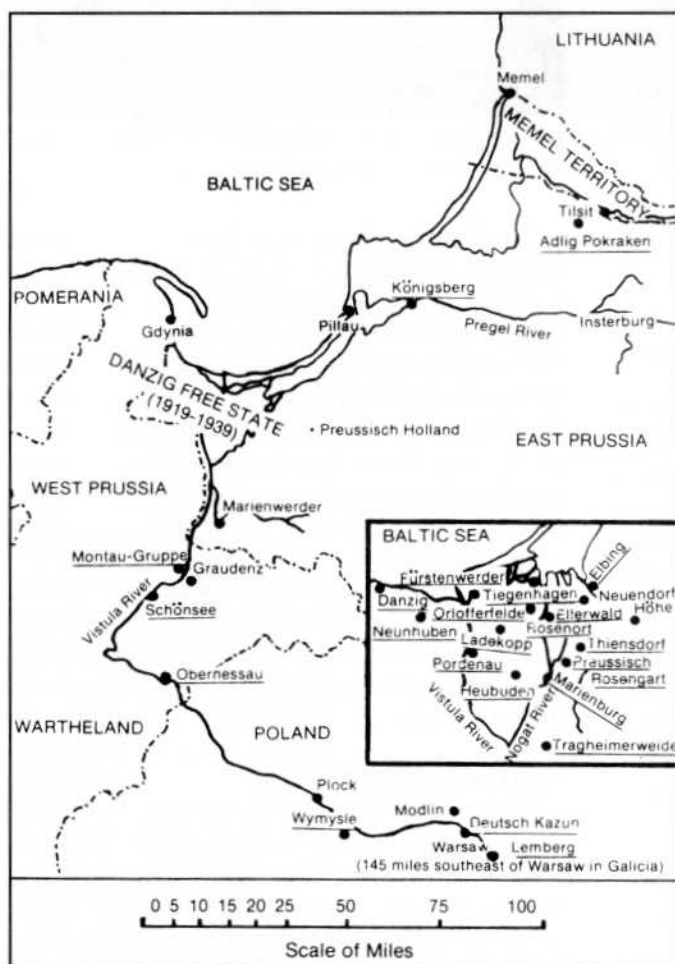 LITHUANIA
Memel
MEMEL TERRITORY
BALTIC SEA
Tilsit
Adlig Pokraken
POMERANIA
Königsberg
Gdynia
Pillau
Pregel River
Insterburg
DANZIG FREE STATE
(1919-1939)
Preussisch Holland
EAST PRUSSIA
WEST PRUSSIA
Marienwerder
Montau-Gruppe
Graudenz
Vistula River
Schönsee
Obernessau
WARTHELAND
POLAND
Plock
Wymysle
Modlin
Deutsch Kazun
Warsaw
Lemberg
(145 miles southeast of Warsaw in Galicia)
BALTIC SEA
Elbing
Fürstenwerder
Danzig
Tiegenhagen
Neuendorf
Orlofferfelde
Ellerwald
Höhe
Neunhuben
Rosenort
Ladekopp
Thiensdorf
Pordenau
Preussisch
Rosengart
Heubuden
Marienburg
Vistula River
Nogat River
Tragheimerweide
0 5 10 15 20 25 50 75 100
Scale of Miles